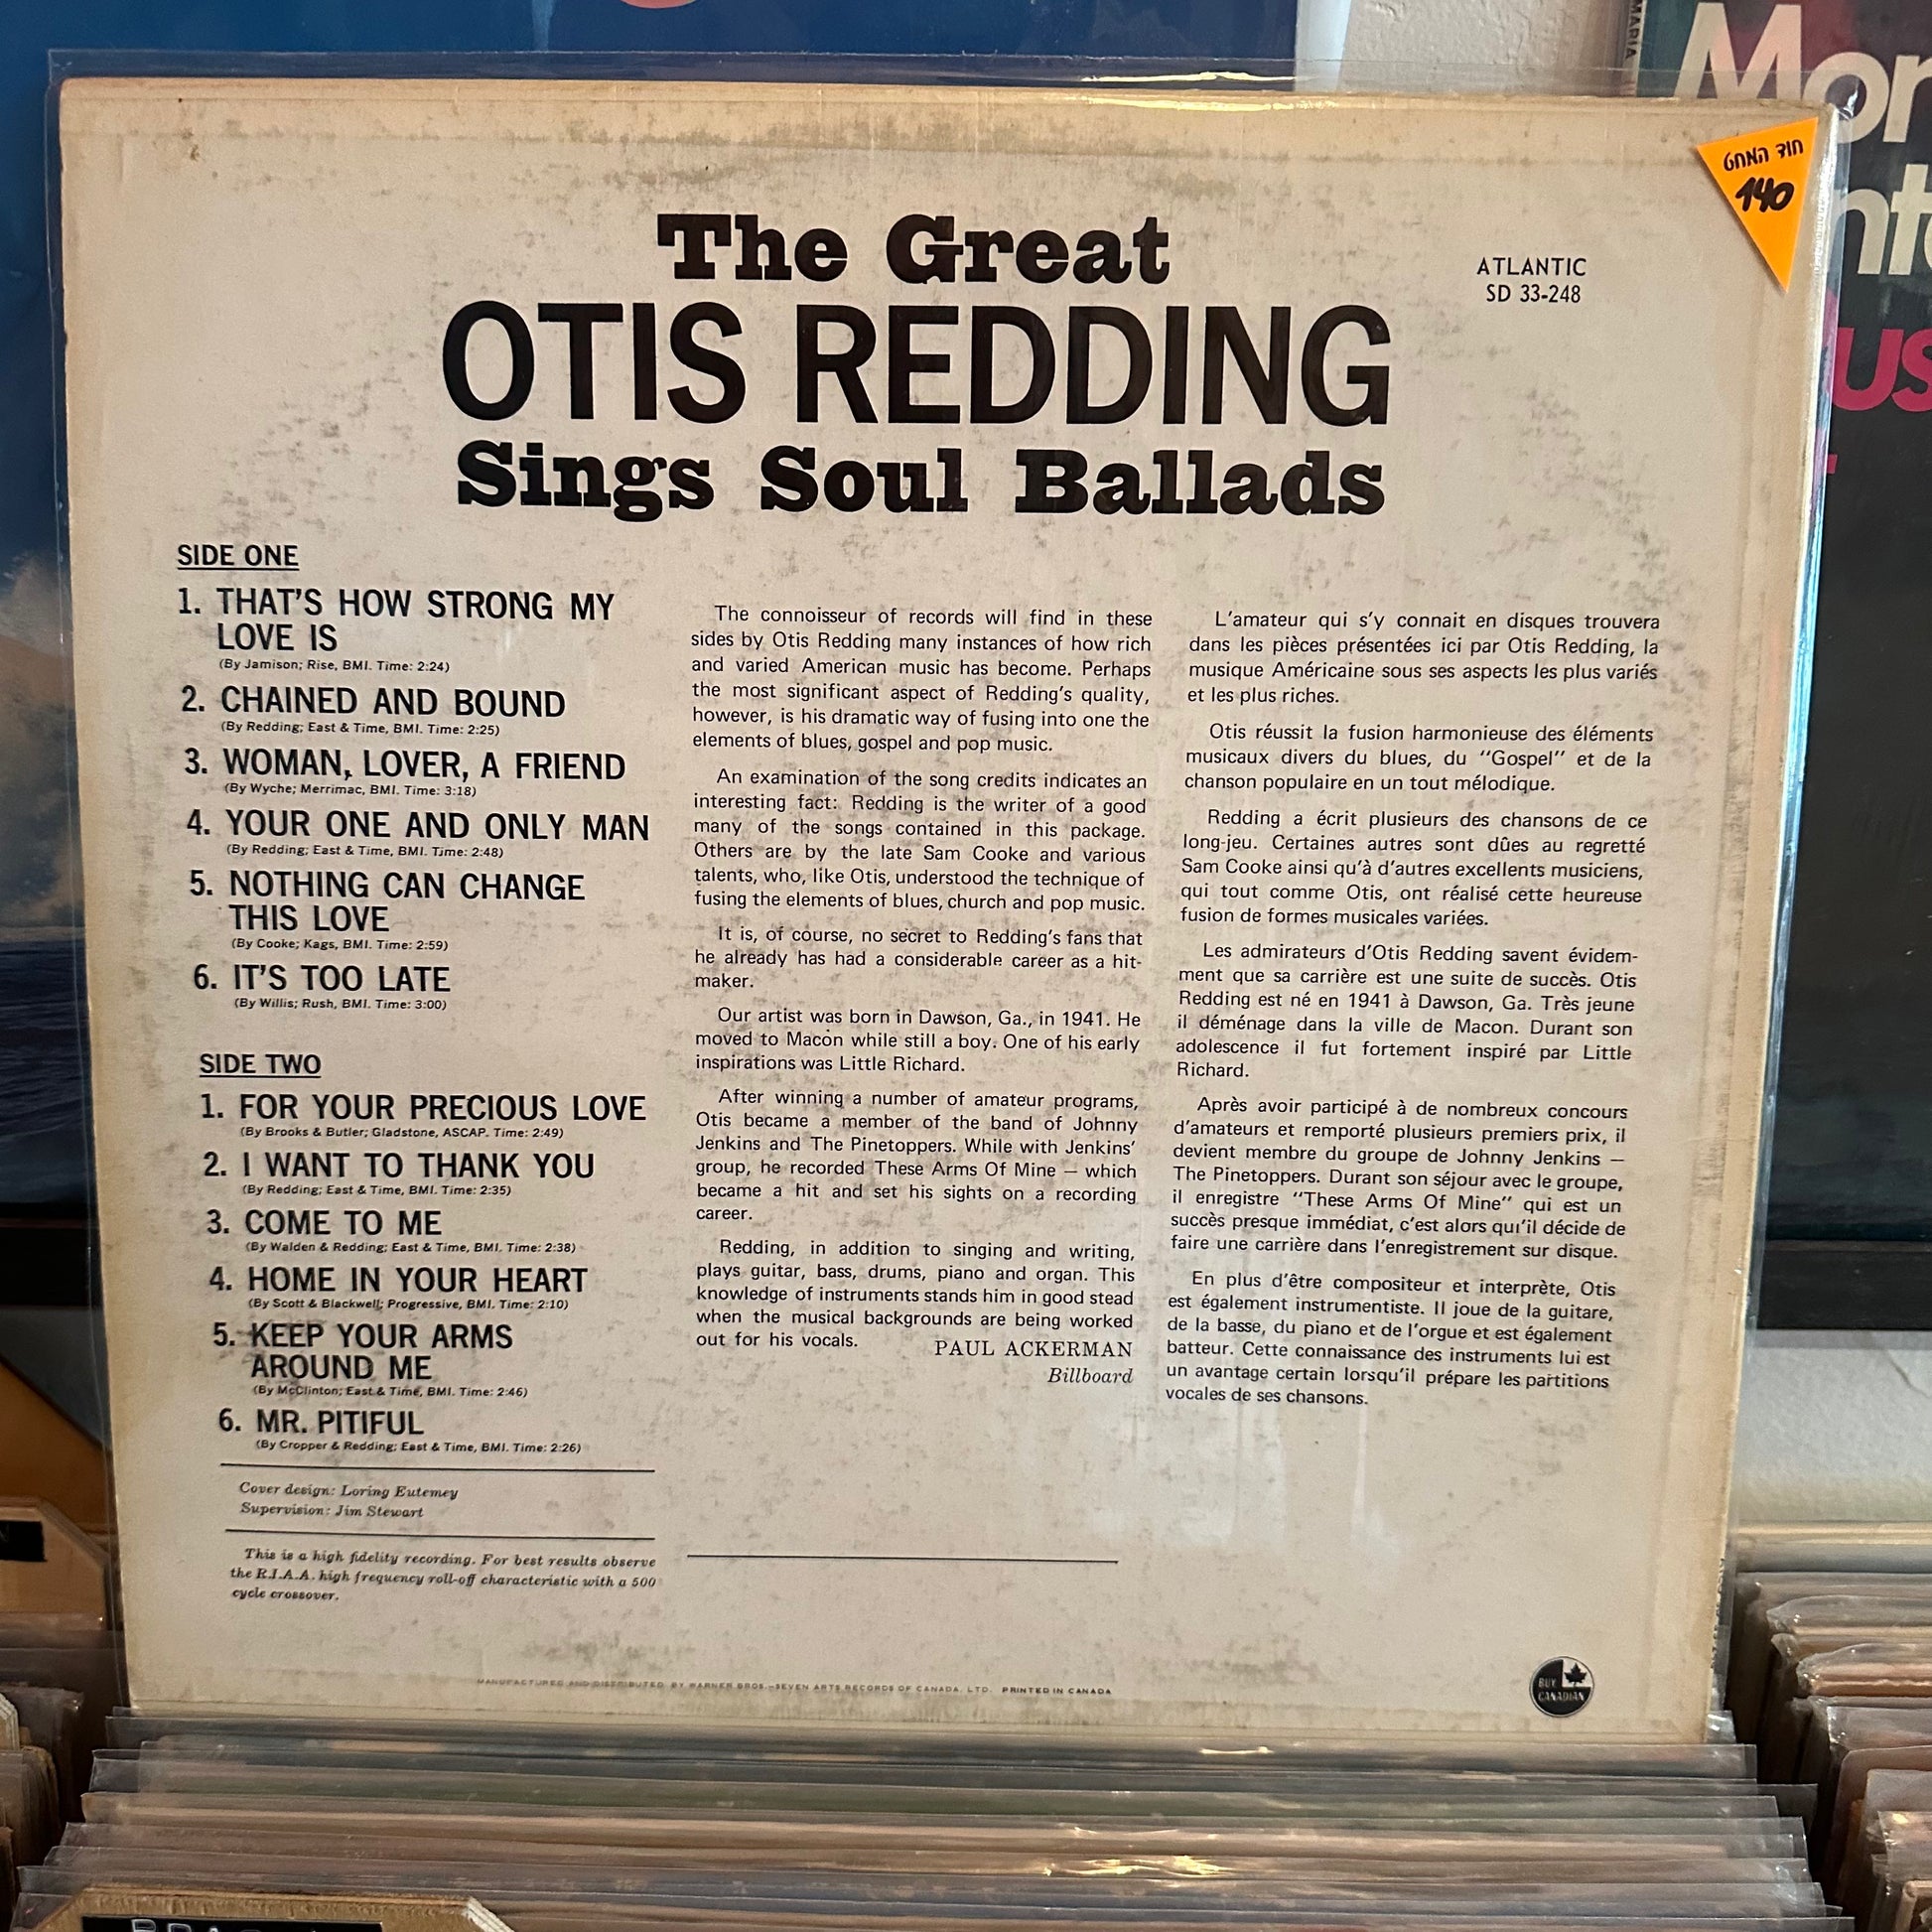 חוד המחט
140
The Great
OTIS REDDING
Sings Soul Ballads
ATLANTIC
SD 33-248
SIDE ONE
1. THAT'S HOW STRONG MY
LOVE IS
(By Jamison; Rise, BMI. Time: 2:24)
2. CHAINED AND BOUND
(By Redding; East & Time, BMI. Time: 2:25)
3. WOMAN, LOVER, A FRIEND
(By Wyche; Merrimac, BMI. Time: 3:18)
4. YOUR ONE AND ONLY MAN
(By Redding; East & Time, BMI. Time: 2:48)
5. NOTHING CAN CHANGE
THIS LOVE
(By Cooke; Kags, BMI. Time: 2:59)
6. IT'S TOO LATE
(By Willis; Rush, BMI. Time: 3:00)
SIDE TWO
1. FOR YOUR PRECIOUS LOVE
(By Brooks & Butler; Gladstone, ASCAP. Time: 2:49)
2. I WANT TO THANK YOU
(By Redding; East & Time, BMI. Time: 2:35)
3. COME TO ME
(By Walden & Redding; East & Time, BMI. Time: 2:38)
4. HOME IN YOUR HEART
(By Scott & Blackwell; Progressive, BMI. Time: 2:10)
5. KEEP YOUR ARMS
AROUND ME
(By McClinton; East & Time, BMI. Time: 2:46)
6. MR. PITIFUL
(By Cropper & Redding; East & Time, BMI. Time: 2:26)
Cover design: Loring Eutemey
Supervision: Jim Stewart
This is a high fidelity recording. For best results observe
the R.I.A.A. high frequency roll-off characteristic with a 500
cycle crossover.
The connoisseur of records will find in these
sides by Otis Redding many instances of how rich
and varied American music has become. Perhaps
the most significant aspect of Redding's quality,
however, is his dramatic way of fusing into one the
elements of blues, gospel and pop music.
An examination of the song credits indicates an
interesting fact: Redding is the writer of a good
many of the songs contained in this package.
Others are by the late Sam Cooke and various
talents, who, like Otis, understood the technique of
fusing the elements of blues, church and pop music.
It is, of course, no secret to Redding's fans that
he already has had a considerable career as a hit-
maker.
Our artist was born in Dawson, Ga., in 1941. He
moved to Macon while still a boy. One of his early
inspirations was Little Richard.
After winning a number of amateur programs,
Otis became a member of the band of Johnny
Jenkins and The Pinetoppers. While with Jenkins'
group, he recorded These Arms Of Mine — which
became a hit and set his sights on a recording
career.
Redding, in addition to singing and writing,
plays guitar, bass, drums, piano and organ. This
knowledge of instruments stands him in good stead
when the musical backgrounds are being worked
out for his vocals.
PAUL ACKERMAN
Billboard
L'amateur qui s'y connait en disques trouvera
dans les pièces présentées ici par Otis Redding, la
musique Américaine sous ses aspects les plus variés
et les plus riches.
Otis réussit la fusion harmonieuse des éléments
musicaux divers du blues, du "Gospel" et de la
chanson populaire en un tout mélodique.
Redding a écrit plusieurs des chansons de ce
long-jeu. Certaines autres sont dûes au regretté
Sam Cooke ainsi qu'à d'autres excellents musiciens,
qui tout comme Otis, ont réalisé cette heureuse
fusion de formes musicales variées.
Les admirateurs d'Otis Redding savent évidem-
ment que sa carrière est une suite de succès. Otis
Redding est né en 1941 à Dawson, Ga. Très jeune
il déménage dans la ville de Macon. Durant son
adolescence il fut fortement inspiré par Little
Richard.
Après avoir participé à de nombreux concours
d'amateurs et remporté plusieurs premiers prix, il
devient membre du groupe de Johnny Jenkins —
The Pinetoppers. Durant son séjour avec le groupe,
il enregistre "These Arms Of Mine" qui est un
succès presque immédiat, c'est alors qu'il décide de
faire une carrière dans l'enregistrement sur disque.
En plus d'être compositeur et interprète, Otis
est également instrumentiste. Il joue de la guitare,
de la basse, du piano et de l'orgue et est également
batteur. Cette connaissance des instruments lui est
un avantage certain lorsqu'il prépare les partitions
vocales de ses chansons.
MANUFACTURED AND DISTRIBUTED BY WARNER BROS.-SEVEN ARTS RECORDS OF CANADA, LTD. PRINTED IN CANADA
BUY
CANADIAN
MARIA
Mor
nt
us